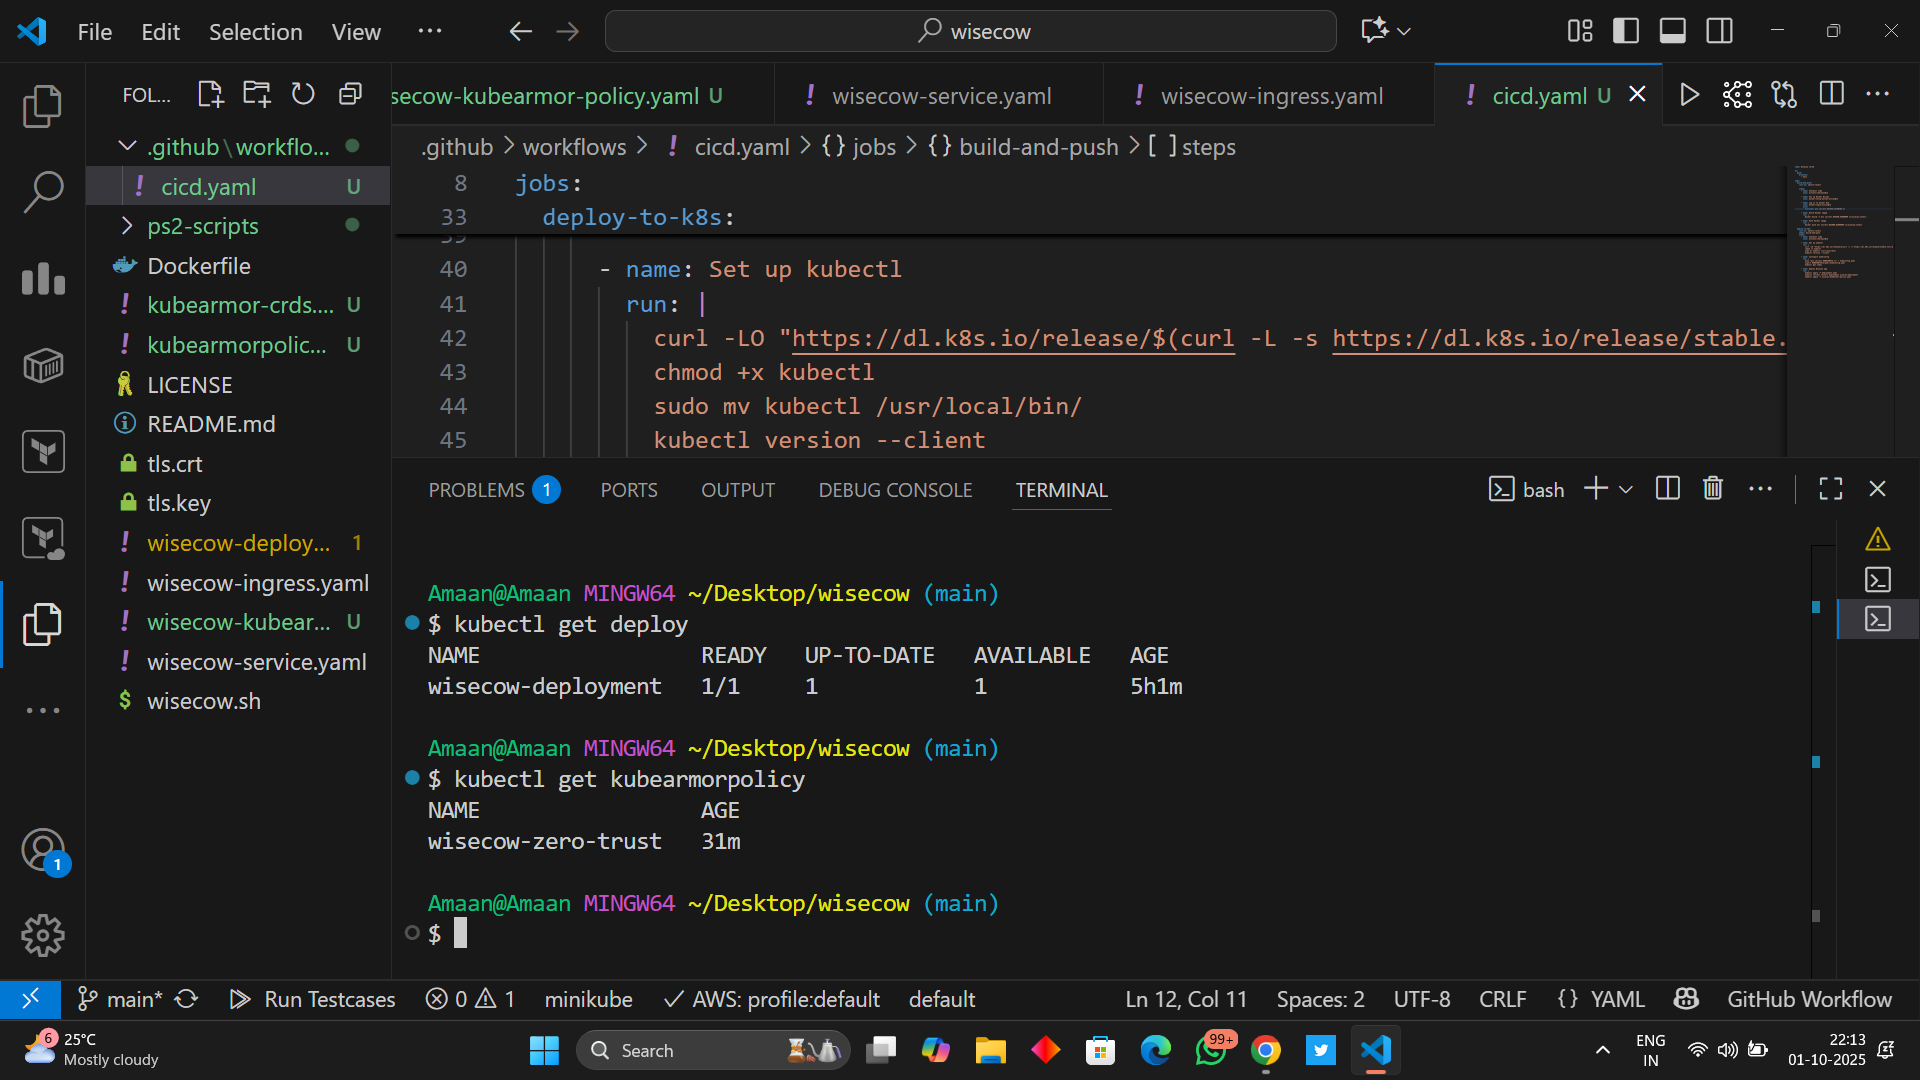 File Edit Selection View ... wisecow
FOL...
secow-kubearmor-policy.yaml U
! wisecow-service.yaml
! wisecow-ingress.yaml
! cicd.yaml U
.github\workflo...
! cicd.yaml U
ps2-scripts
Dockerfile
! kubearmor-crds.... U
! kubearmorpolic... U
LICENSE
README.md
tls.crt
tls.key
! wisecow-deploy... 1
! wisecow-ingress.yaml
! wisecow-kubear... U
! wisecow-service.yaml
$ wisecow.sh
.github > workflows > ! cicd.yaml > {} jobs > {} build-and-push > [ ] steps
8 jobs:
33 deploy-to-k8s:
39
40 - name: Set up kubectl
41 run: |
42 curl -LO "https://dl.k8s.io/release/$(curl -L -s https://dl.k8s.io/release/stable.
43 chmod +x kubectl
44 sudo mv kubectl /usr/local/bin/
45 kubectl version --client
PROBLEMS 1 PORTS OUTPUT DEBUG CONSOLE TERMINAL bash
Amaan@Amaan MINGW64 ~/Desktop/wisecow (main)
$ kubectl get deploy
NAME READY UP-TO-DATE AVAILABLE AGE
wisecow-deployment 1/1 1 1 5h1m
Amaan@Amaan MINGW64 ~/Desktop/wisecow (main)
$ kubectl get kubearmorpolicy
NAME AGE
wisecow-zero-trust 31m
Amaan@Amaan MINGW64 ~/Desktop/wisecow (main)
$
1
main* Run Testcases 0 1 minikube AWS: profile:default default Ln 12, Col 11 Spaces: 2 UTF-8 CRLF {} YAML GitHub Workflow
6 25°C
Mostly cloudy
Search
99+
ENG
IN
22:13
01-10-2025